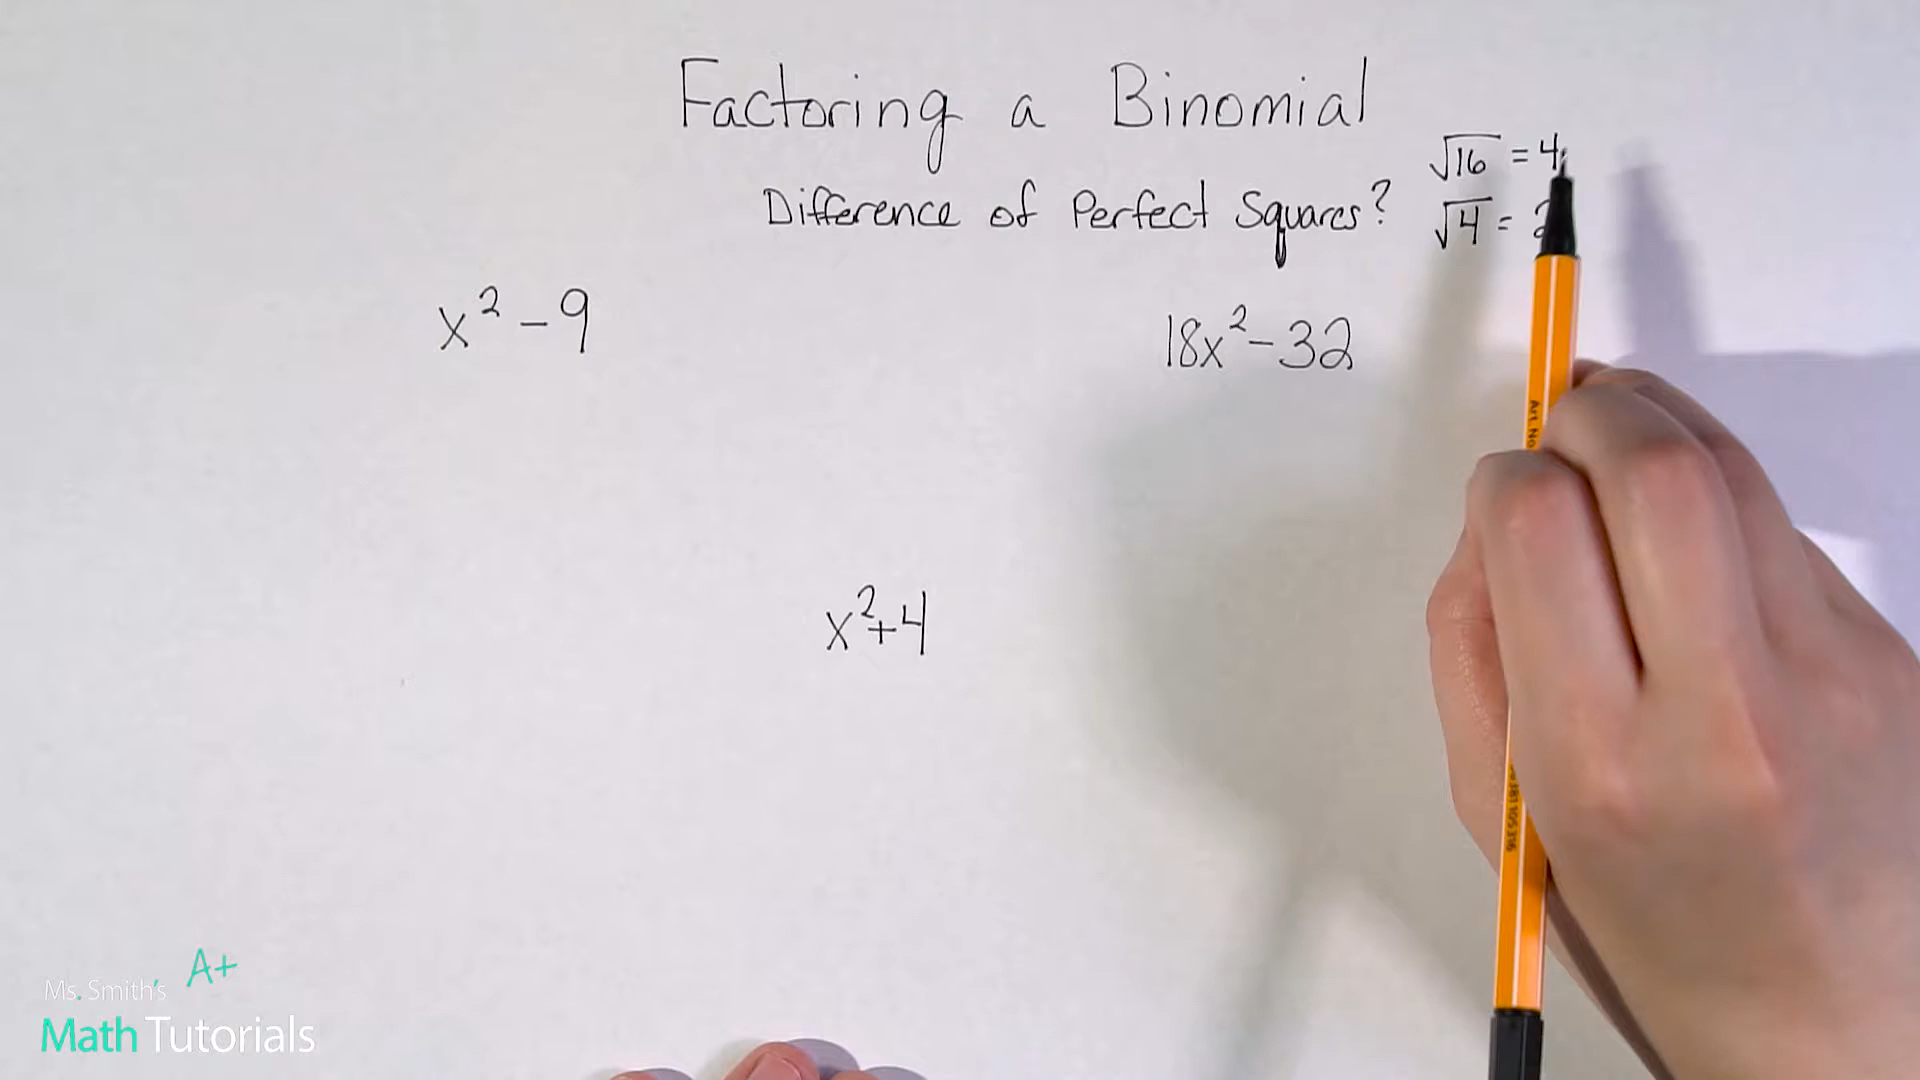 Factoring a Binomial
√16 = 4
Difference of Perfect Squares?
√4 = 2
x² - 9
18x² - 32
x² + 4
A+
Ms. Smith's
Math Tutorials